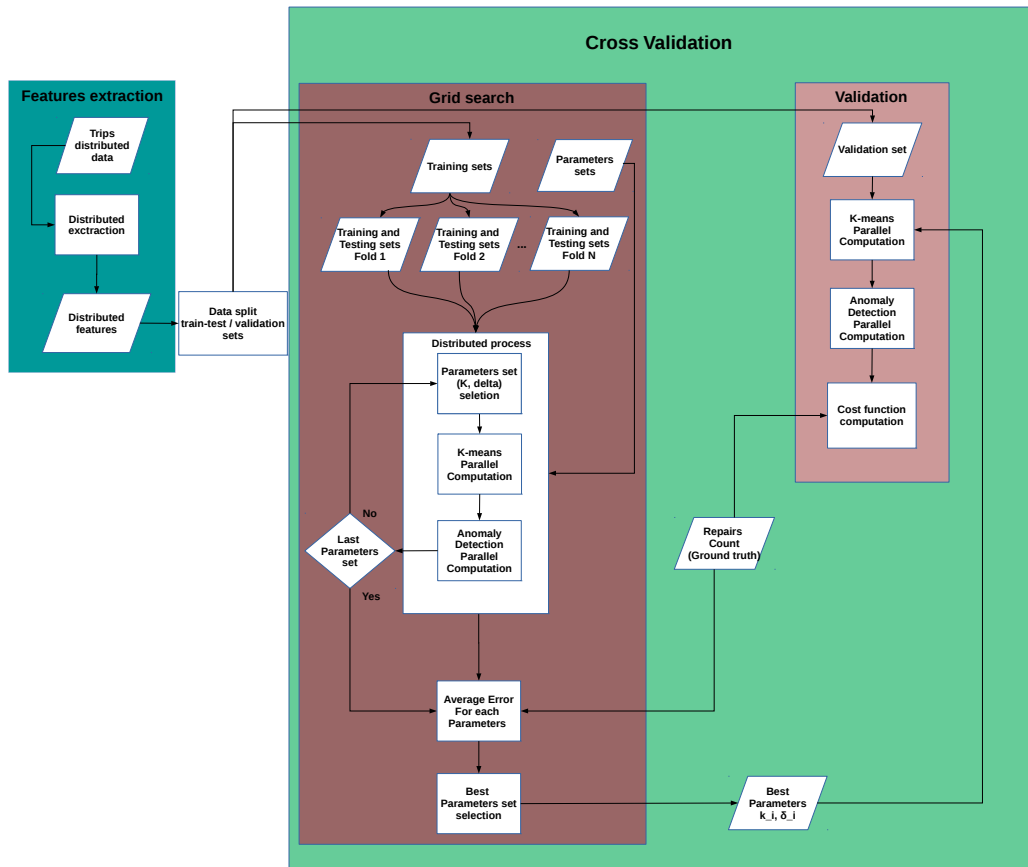 Cross Validation
Features extraction
Trips
distributed
data
Distributed
exctraction
Distributed
features
Data split
train-test / validation
sets
Grid search
Training sets
Parameters
sets
Training and
Testing sets
Fold 1
Training and
Testing sets
Fold 2
...
Training and
Testing sets
Fold N
Distributed process
Parameters set
(K, delta)
seletion
K-means
Parallel
Computation
Anomaly
Detection
Parallel
Computation
No
Last
Parameters
set
Yes
Average Error
For each
Parameters
Best
Parameters set
selection
Validation
Validation set
K-means
Parallel
Computation
Anomaly
Detection
Parallel
Computation
Cost function
computation
Repairs
Count
(Ground truth)
Best
Parameters
k_i, δ_i